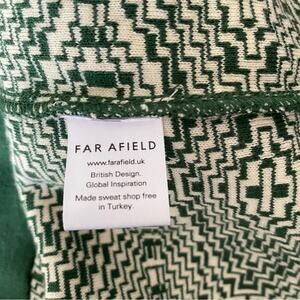 FAR AFIELD
www.farafield.uk
British Design.
Global Inspiration
Made sweat shop free
in Turkey.